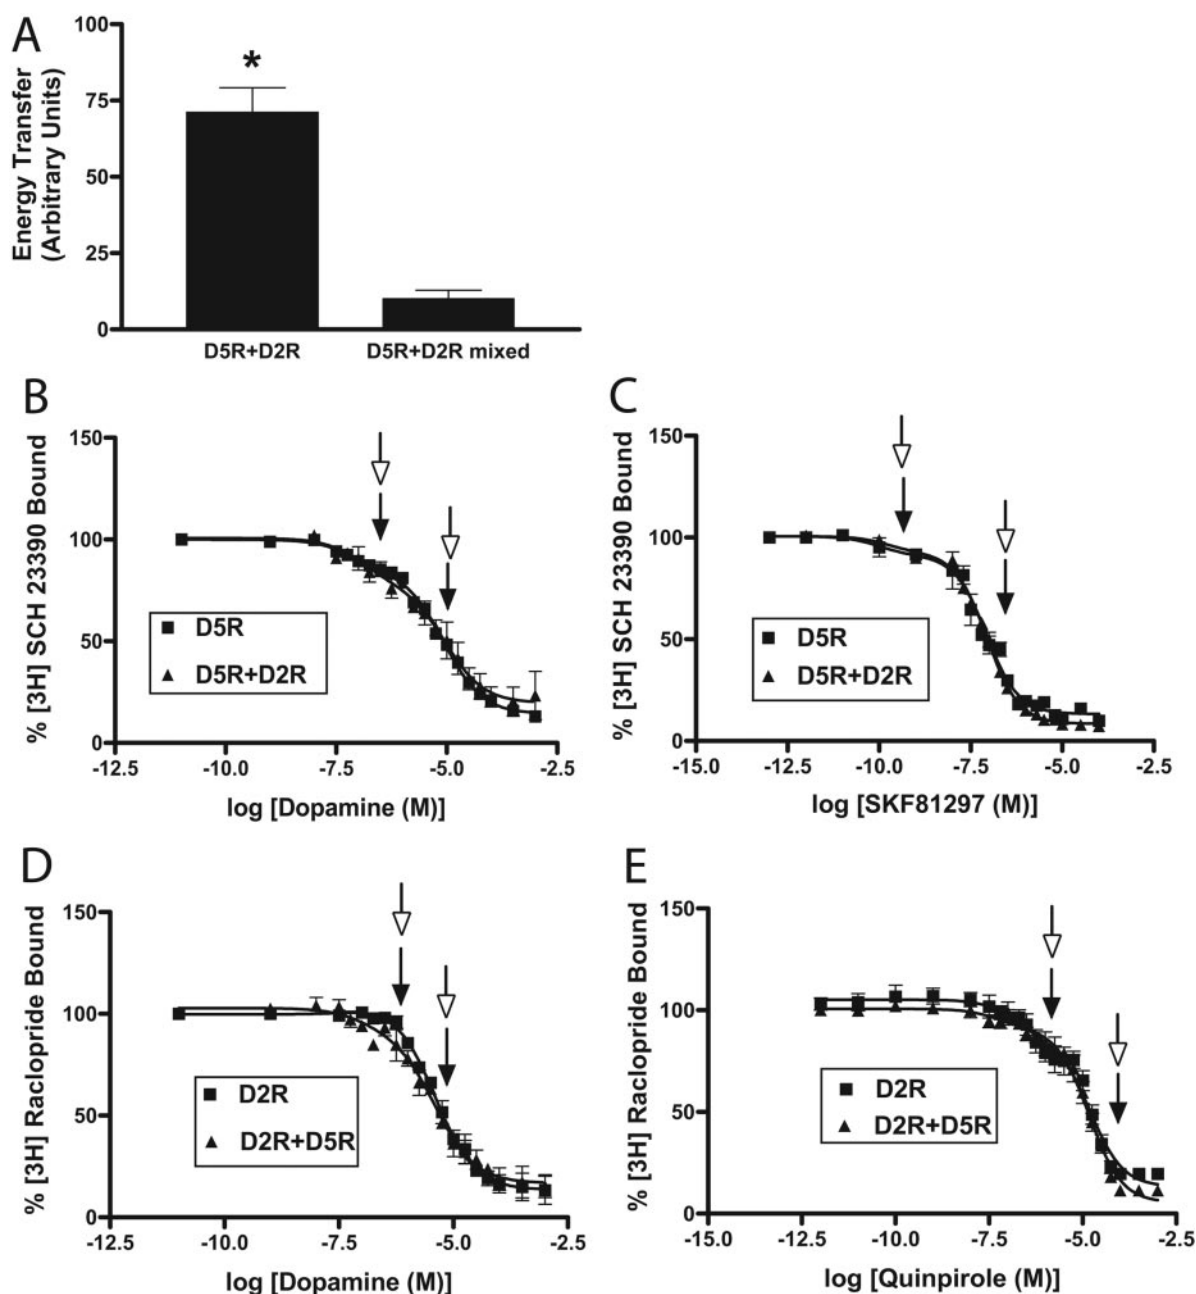 A
Energy Transfer
(Arbitrary Units)
100
75
50
25
0
*
D5R+D2R
D5R+D2R mixed
B
% [3H] SCH 23390 Bound
150
100
50
0
D5R
D5R+D2R
-12.5
-10.0
-7.5
-5.0
-2.5
log [Dopamine (M)]
C
% [3H] SCH 23390 Bound
150
100
50
0
D5R
D5R+D2R
-15.0
-12.5
-10.0
-7.5
-5.0
-2.5
log [SKF81297 (M)]
D
% [3H] Raclopride Bound
150
100
50
0
D2R
D2R+D5R
-12.5
-10.0
-7.5
-5.0
-2.5
log [Dopamine (M)]
E
% [3H] Raclopride Bound
150
100
50
0
D2R
D2R+D5R
-15.0
-12.5
-10.0
-7.5
-5.0
-2.5
log [Quinpirole (M)]